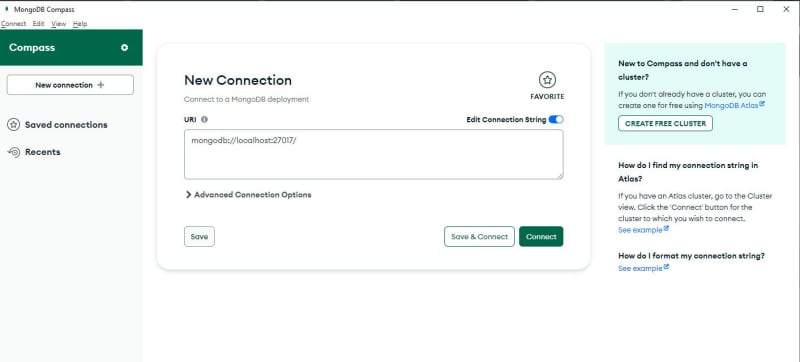 MongoDB Compass
Connect Edit View Help
Compass
New connection +
Saved connections
Recents
New Connection
Connect to a MongoDB deployment
FAVORITE
URI
Edit Connection String
mongodb://localhost:27017/
Advanced Connection Options
Save
Save & Connect
Connect
New to Compass and don't have a
cluster?
If you don't already have a cluster, you can
create one for free using MongoDB Atlas
CREATE FREE CLUSTER
How do I find my connection string in
Atlas?
If you have an Atlas cluster, go to the Cluster
view. Click the 'Connect' button for the
cluster to which you wish to connect.
See example
How do I format my connection string?
See example